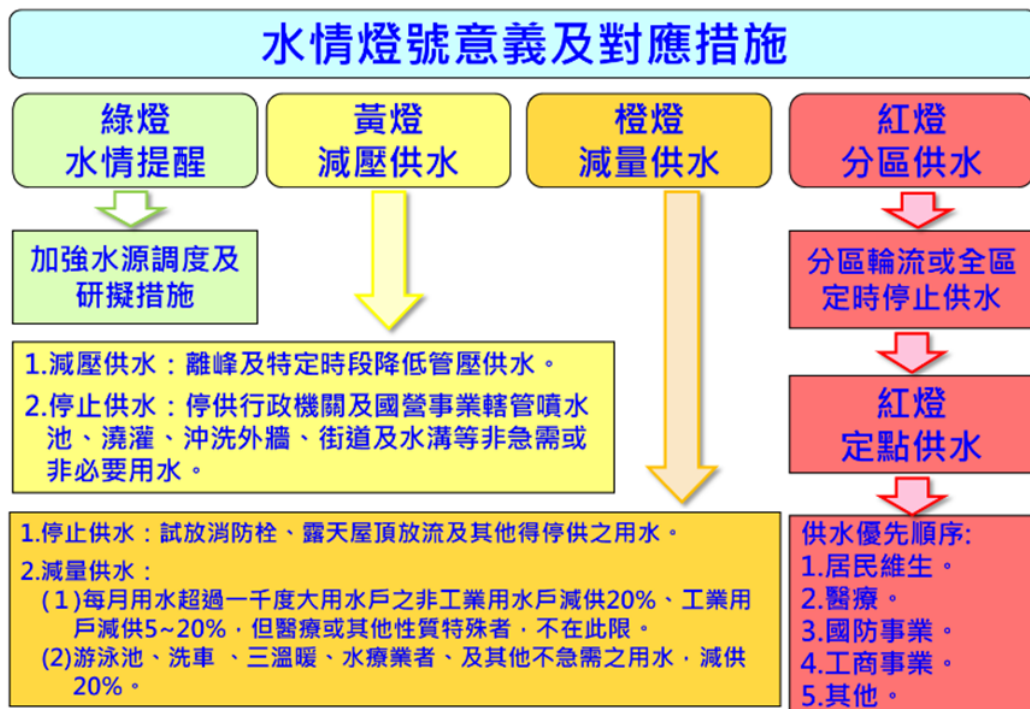 水情燈號意義及對應措施
綠燈
水情提醒
加強水源調度及
研擬措施
黃燈
減壓供水
1.減壓供水：離峰及特定時段降低管壓供水。
2.停止供水：停供行政機關及國營事業轄管噴水
池、澆灌、沖洗外牆、街道及水溝等非急需或
非必要用水。
橙燈
減量供水
1.停止供水：試放消防栓、露天屋頂放流及其他得停供之用水。
2.減量供水：
(1)每月用水超過一千度大用水戶之非工業用水戶減供20%、工業用
戶減供5~20%，但醫療或其他性質特殊者，不在此限。
(2)游泳池、洗車 、三溫暖、水療業者、及其他不急需之用水，減供
20%。
紅燈
分區供水
分區輪流或全區
定時停止供水
紅燈
定點供水
供水優先順序:
1.居民維生。
2.醫療。
3.國防事業。
4.工商事業。
5.其他。